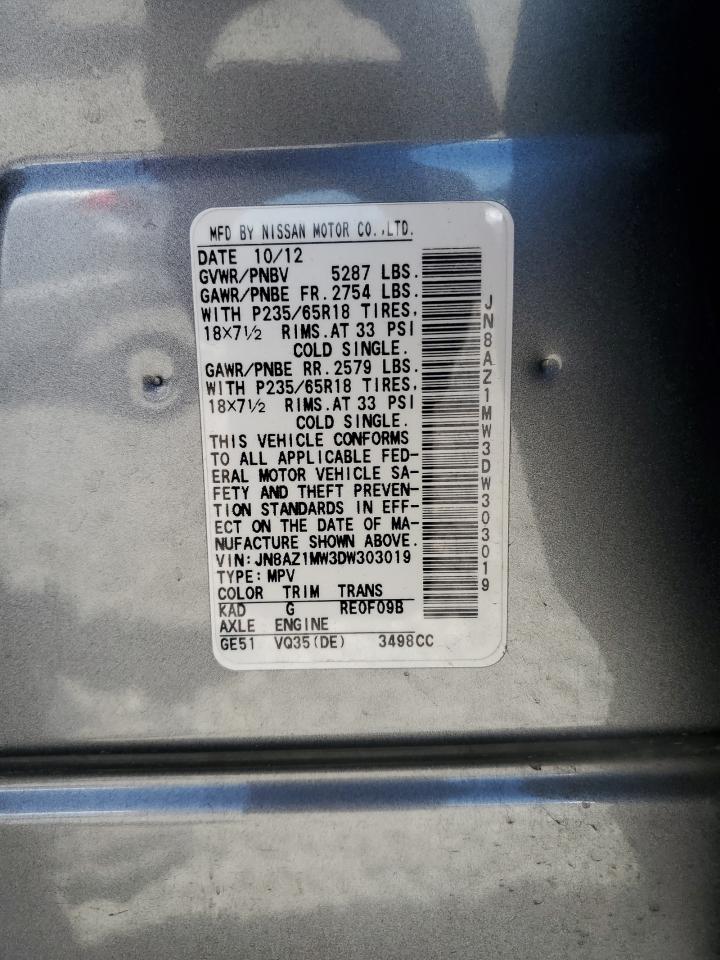 MFD BY NISSAN MOTOR CO.,LTD.
DATE 10/12
GVWR/PNBV 5287 LBS.
GAWR/PNBE FR.2754 LBS.
WITH P235/65R18 TIRES,
18×7½ RIMS.AT 33 PSI
COLD SINGLE.
GAWR/PNBE RR.2579 LBS.
WITH P235/65R18 TIRES,
18×7½ RIMS.AT 33 PSI
COLD SINGLE.
THIS VEHICLE CONFORMS
TO ALL APPLICABLE FED-
ERAL MOTOR VEHICLE SA-
FETY AND THEFT PREVEN-
TION STANDARDS IN EFF-
ECT ON THE DATE OF MA-
NUFACTURE SHOWN ABOVE.
VIN:JN8AZ1MW3DW303019
TYPE:MPV
COLOR TRIM TRANS
KAD G RE0F09B
AXLE ENGINE
GE51 VQ35(DE) 3498CC
JN8AZ1MW3DW303019